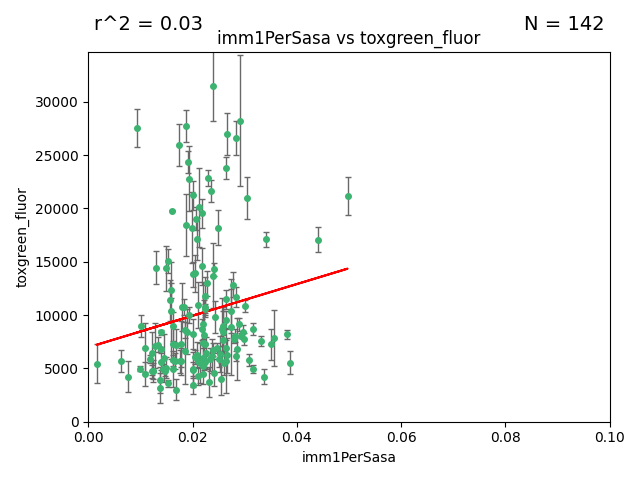 r^2 = 0.03
N = 142
imm1PerSasa vs toxgreen_fluor
toxgreen_fluor
30000
25000
20000
15000
10000
5000
0
0.00
0.02
0.04
0.06
0.08
0.10
imm1PerSasa